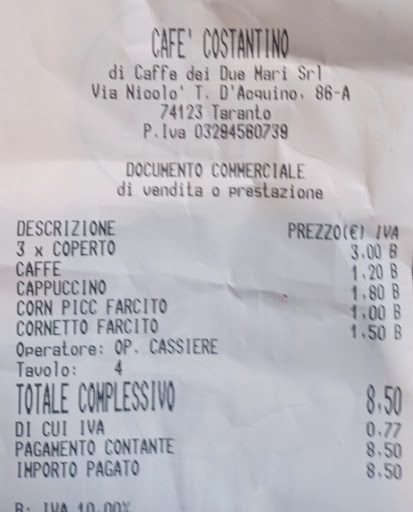 CAFE' COSTANTINO
di Caffe dei Due Mari Srl
Via Nicolo' T. D'Acquino, 86-A
74123 Taranto
P.Iva 03294560739
DOCUMENTO COMMERCIALE
di vendita o prestazione
DESCRIZIONE PREZZO(€) IVA
3 x COPERTO 3.00 B
CAFFE 1.20 B
CAPPUCCINO 1.80 B
CORN PICC FARCITO 1.00 B
CORNETTO FARCITO 1.50 B
Operatore: OP. CASSIERE
Tavolo: 4
TOTALE COMPLESSIVO 8.50
DI CUI IVA 0.77
PAGAMENTO CONTANTE 8.50
IMPORTO PAGATO 8.50
B: IVA 10.00%